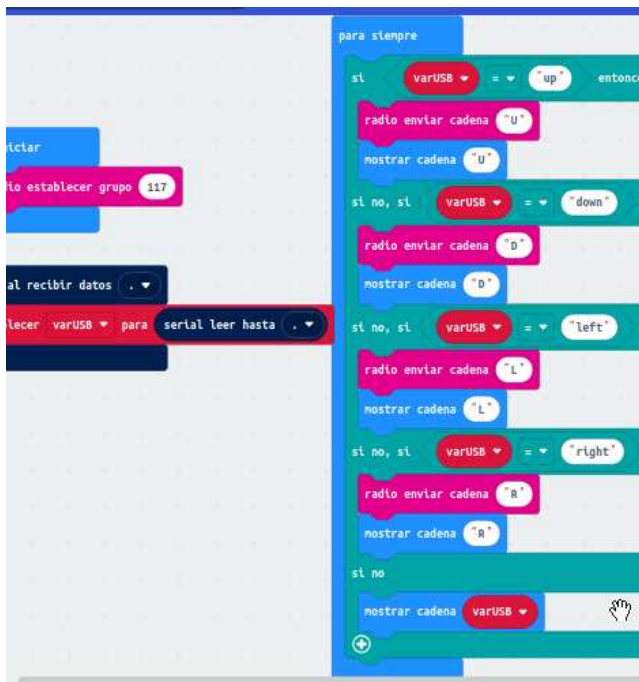 para siempre
si varUSB = "up" entonc
radio enviar cadena "U"
mostrar cadena "U"
si no, si varUSB = "down"
radio enviar cadena "D"
mostrar cadena "D"
si no, si varUSB = "left"
radio enviar cadena "L"
mostrar cadena "L"
si no, si varUSB = "right"
radio enviar cadena "R"
mostrar cadena "R"
si no
mostrar cadena varUSB
iciar
dio establecer grupo 117
al recibir datos .
lecer varUSB para serial leer hasta .